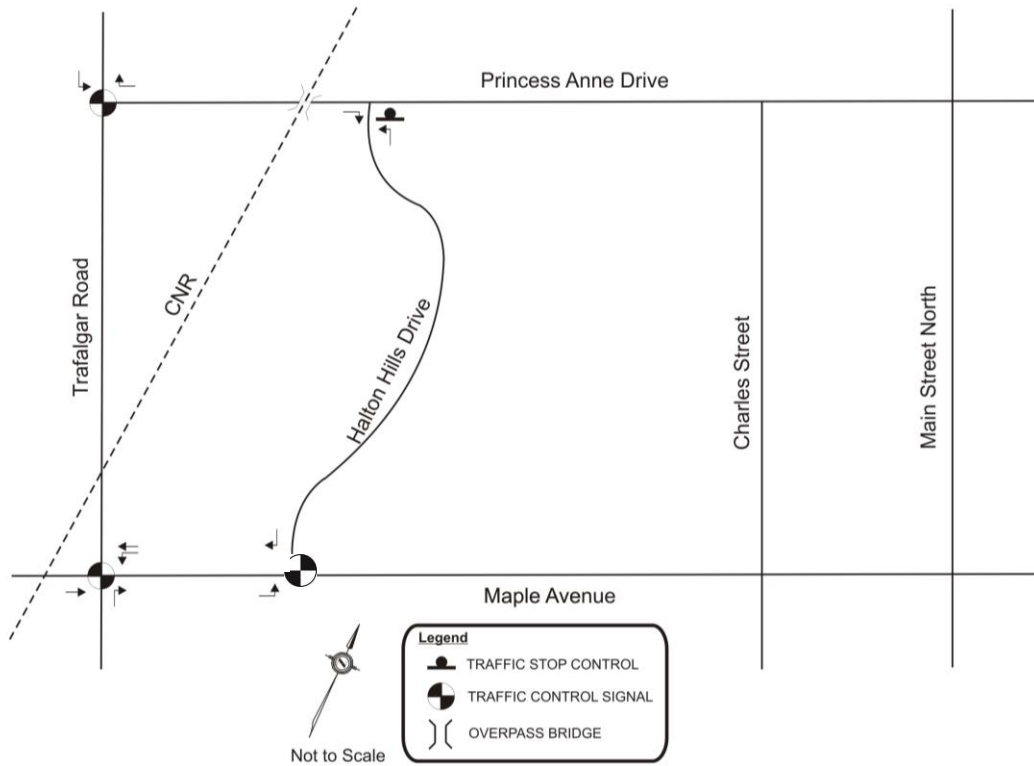 Princess Anne Drive
Trafalgar Road
CNR
Halton Hills Drive
Charles Street
Main Street North
Maple Avenue
Not to Scale
Legend
TRAFFIC STOP CONTROL
TRAFFIC CONTROL SIGNAL
OVERPASS BRIDGE